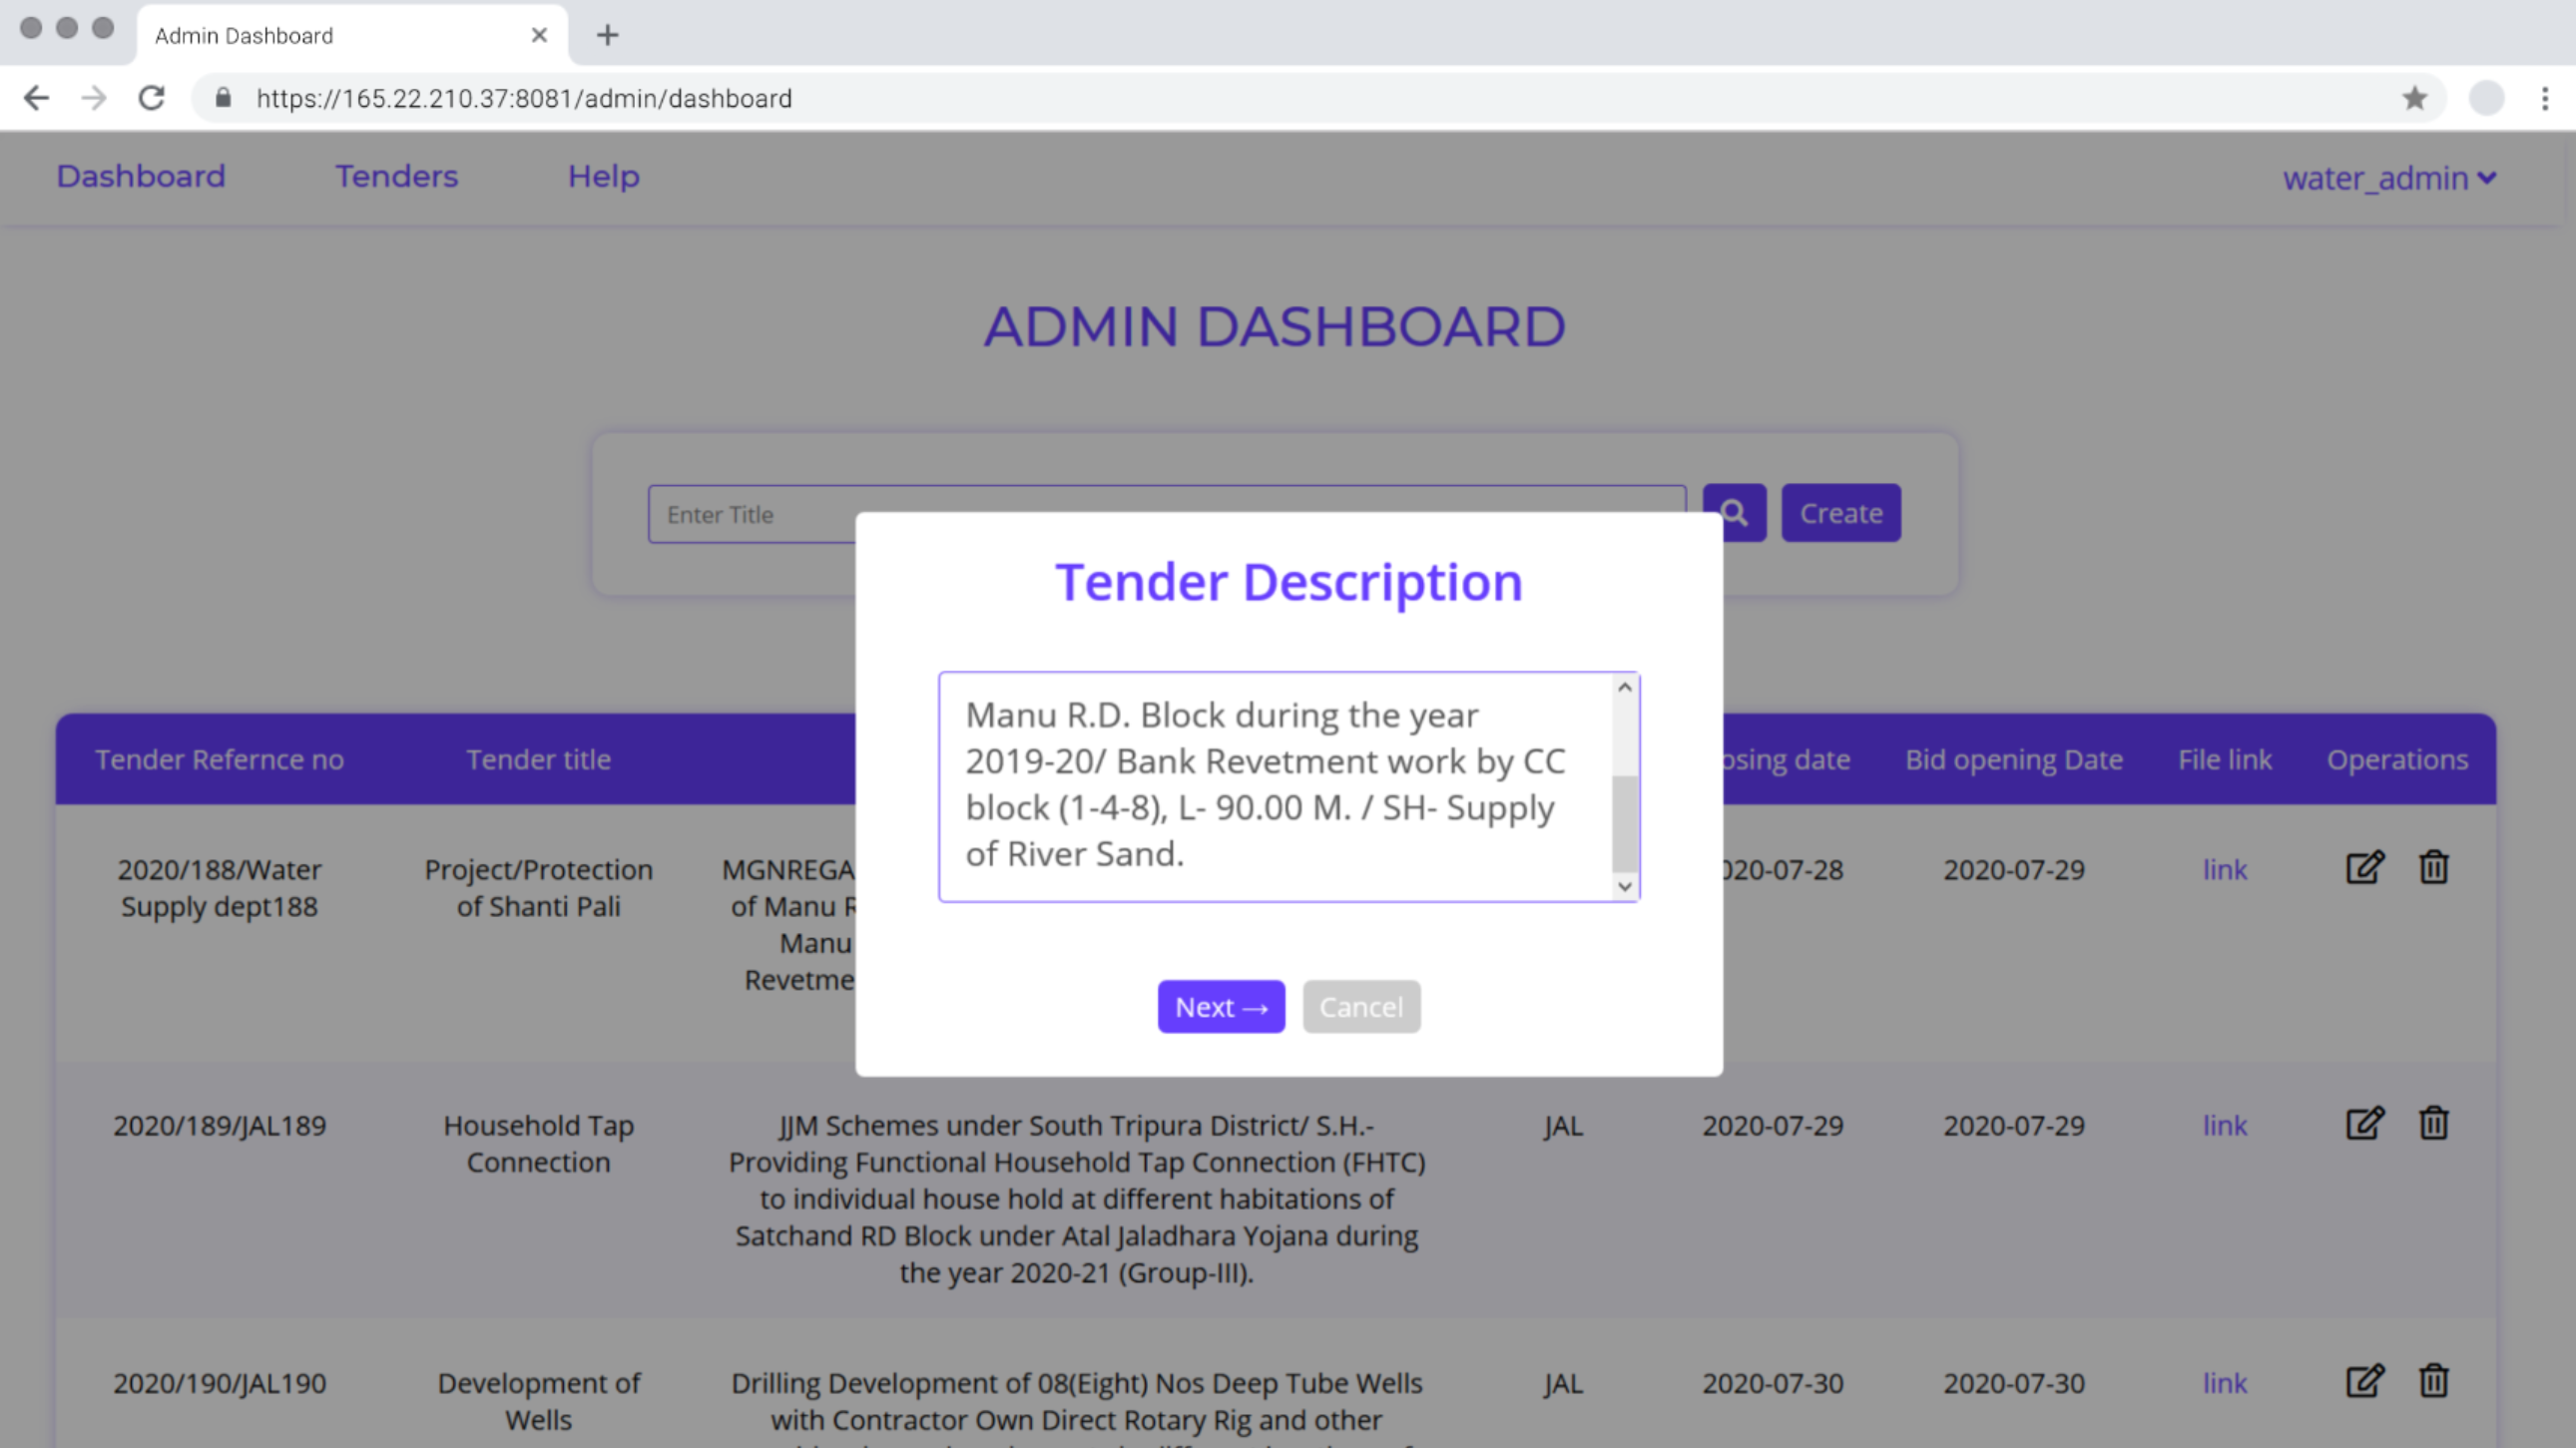 Admin Dashboard
https://165.22.210.37:8081/admin/dashboard
Dashboard Tenders Help water_admin
ADMIN DASHBOARD
Enter Title Create
Tender Description
Manu R.D. Block during the year
2019-20/ Bank Revetment work by CC
block (1-4-8), L- 90.00 M. / SH- Supply
of River Sand.
Next →
Cancel
Tender Refernce no Tender title osing date Bid opening Date File link Operations
2020/188/Water Project/Protection MGNREGA 020-07-28 2020-07-29 link
Supply dept188 of Shanti Pali of Manu R
Manu
Revetme
2020/189/JAL189 Household Tap JJM Schemes under South Tripura District/ S.H.- JAL 2020-07-29 2020-07-29 link
Connection Providing Functional Household Tap Connection (FHTC)
to individual house hold at different habitations of
Satchand RD Block under Atal Jaladhara Yojana during
the year 2020-21 (Group-III).
2020/190/JAL190 Development of Drilling Development of 08(Eight) Nos Deep Tube Wells JAL 2020-07-30 2020-07-30 link
Wells with Contractor Own Direct Rotary Rig and other